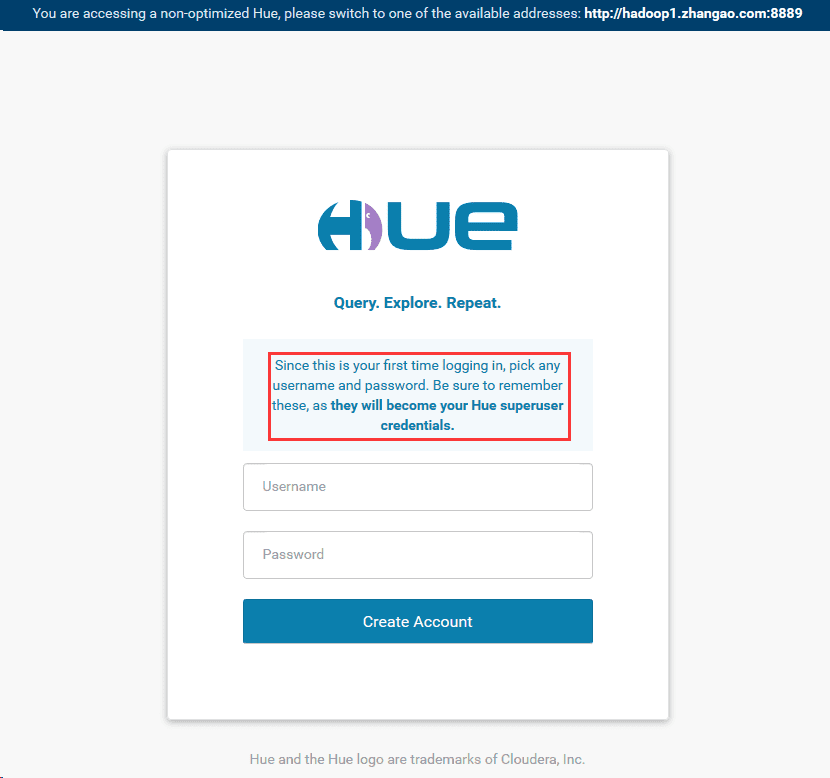 You are accessing a non-optimized Hue, please switch to one of the available addresses: http://hadoop1.zhangao.com:8889
HUE
Query. Explore. Repeat.
Since this is your first time logging in, pick any
username and password. Be sure to remember
these, as they will become your Hue superuser
credentials.
Username
Password
Create Account
Hue and the Hue logo are trademarks of Cloudera, Inc.